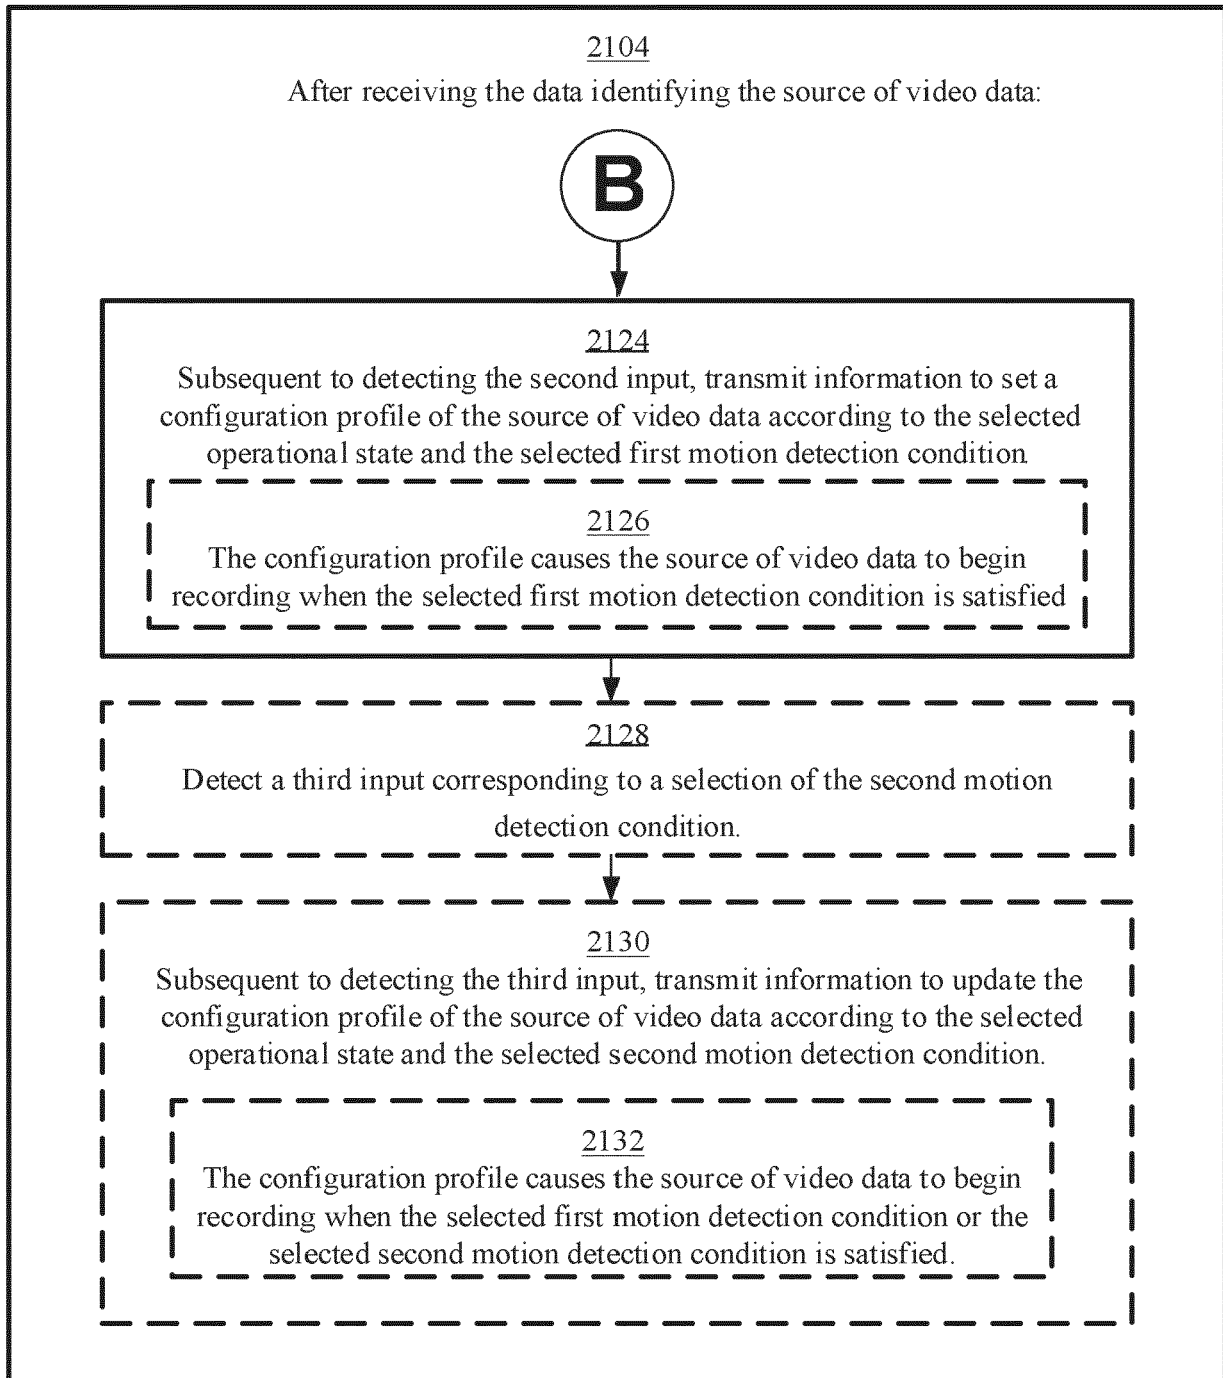 2104
After receiving the data identifying the source of video data:
B
2124
Subsequent to detecting the second input, transmit information to set a
configuration profile of the source of video data according to the selected
operational state and the selected first motion detection condition
2126
The configuration profile causes the source of video data to begin
recording when the selected first motion detection condition is satisfied
2128
Detect a third input corresponding to a selection of the second motion
detection condition.
2130
Subsequent to detecting the third input, transmit information to update the
configuration profile of the source of video data according to the selected
operational state and the selected second motion detection condition.
2132
The configuration profile causes the source of video data to begin
recording when the selected first motion detection condition or the
selected second motion detection condition is satisfied.